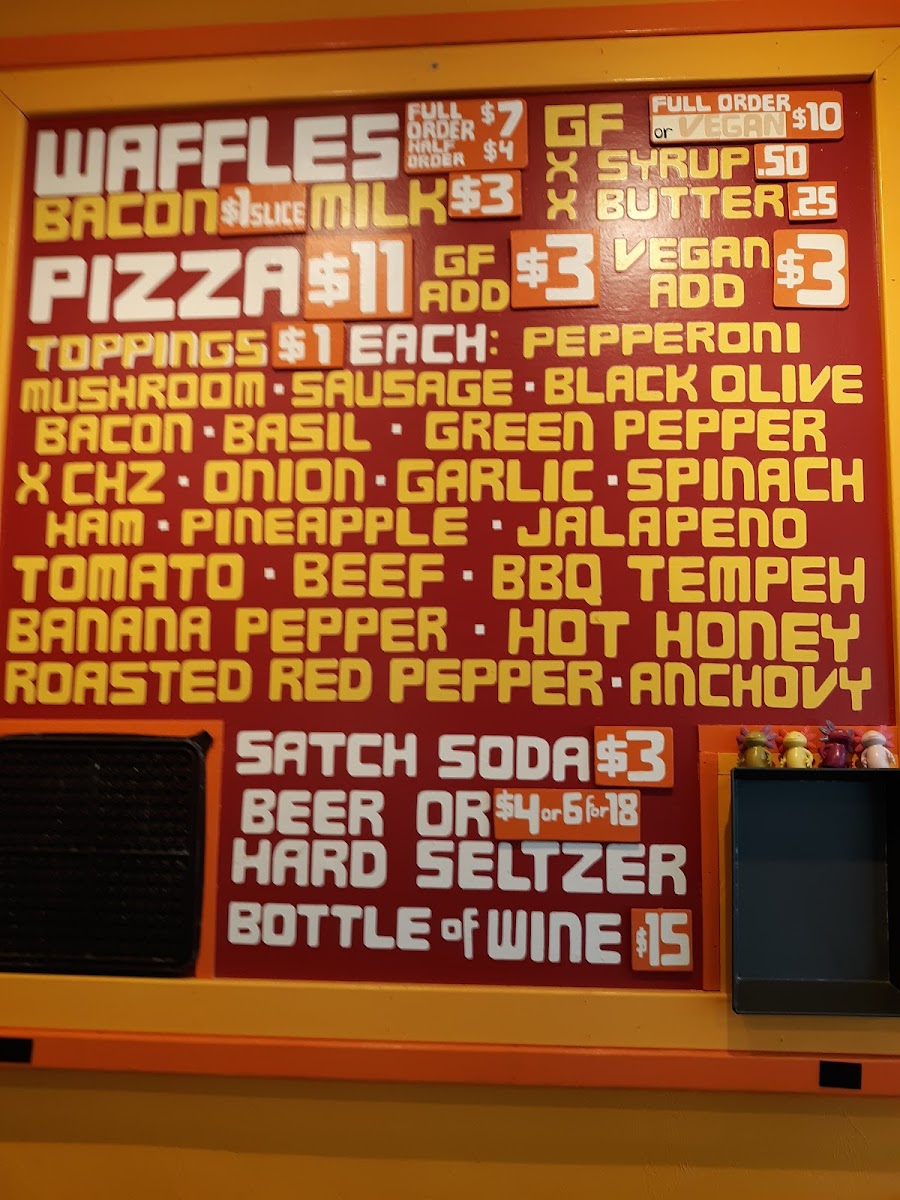 WAFFLES FULL ORDER $7 HALF ORDER $4 GF FULL ORDER or VEGAN $10
X SYRUP .50
BACON $1 SLICE MILK $3 X BUTTER .25
PIZZA $11 GF ADD $3 VEGAN ADD $3
TOPPINGS $1 EACH: PEPPERONI
MUSHROOM · SAUSAGE · BLACK OLIVE
BACON · BASIL · GREEN PEPPER
X CHZ · ONION · GARLIC · SPINACH
HAM · PINEAPPLE · JALAPENO
TOMATO · BEEF · BBQ TEMPEH
BANANA PEPPER · HOT HONEY
ROASTED RED PEPPER · ANCHOVY
SATCH SODA $3
BEER OR $4 or 6 for 18
HARD SELTZER
BOTTLE of WINE $15